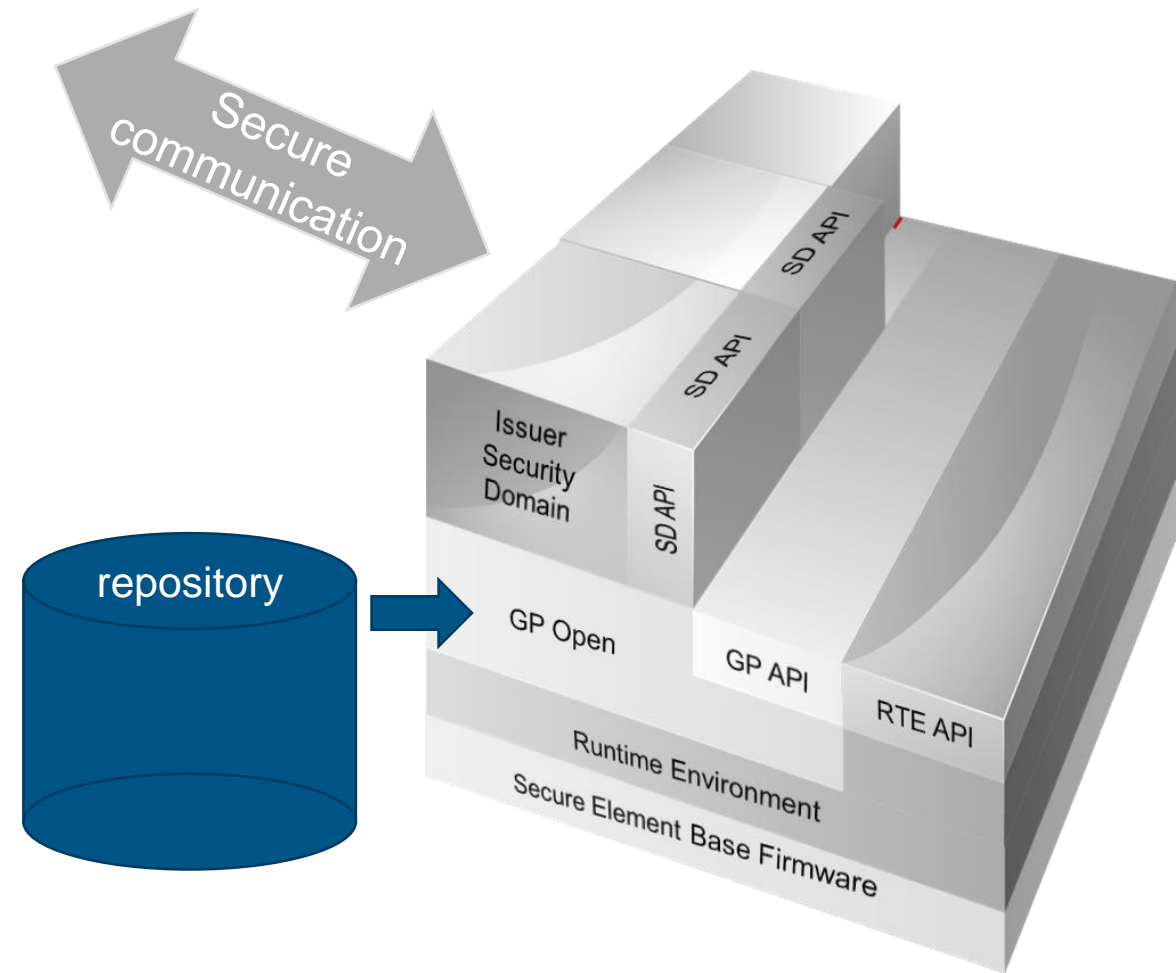 Secure
communication
SD API
SD API
Issuer
Security
Domain
SD API
repository
GP Open
GP API
RTE API
Runtime Environment
Secure Element Base Firmware